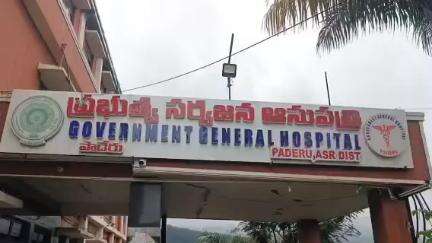 ప్రభుత్వ సర్వజన ఆసుపత్రి
GOVERNMENT GENERAL HOSPITAL
పాడేరు
PADERU, ASR DIST